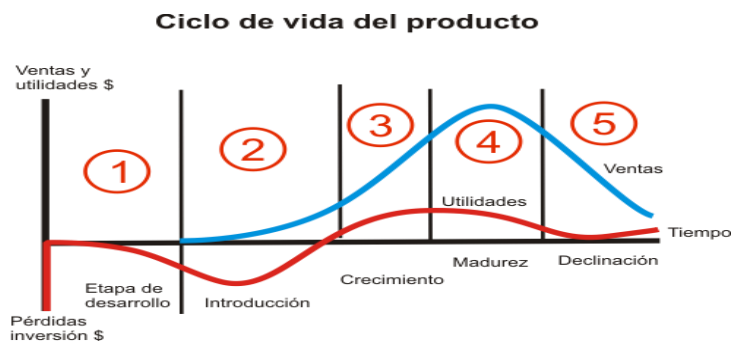 Ciclo de vida del producto
Ventas y
utilidades $
1
2
3
4
5
Ventas
Utilidades
Tiempo
Etapa de
desarrollo
Introducción
Crecimiento
Madurez
Declinación
Pérdidas
inversión $